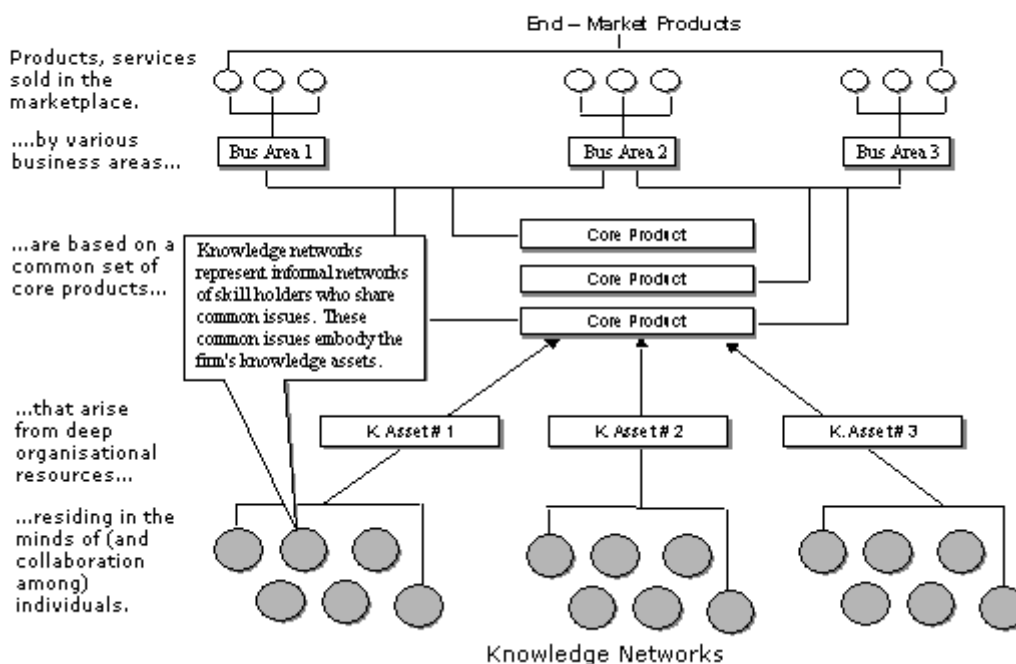 End – Market Products
Products, services
sold in the
marketplace.
....by various
business areas...
Bus Area 1
Bus Area 2
Bus Area 3
...are based on a
common set of
core products...
Core Product
Core Product
Core Product
Knowledge networks
represent informal networks
of skill holders who share
common issues. These
common issues embody the
firm's knowledge assets.
...that arise
from deep
organisational
resources...
K. Asset # 1
K. Asset # 2
K. Asset # 3
...residing in the
minds of (and
collaboration
among)
individuals.
Knowledge Networks